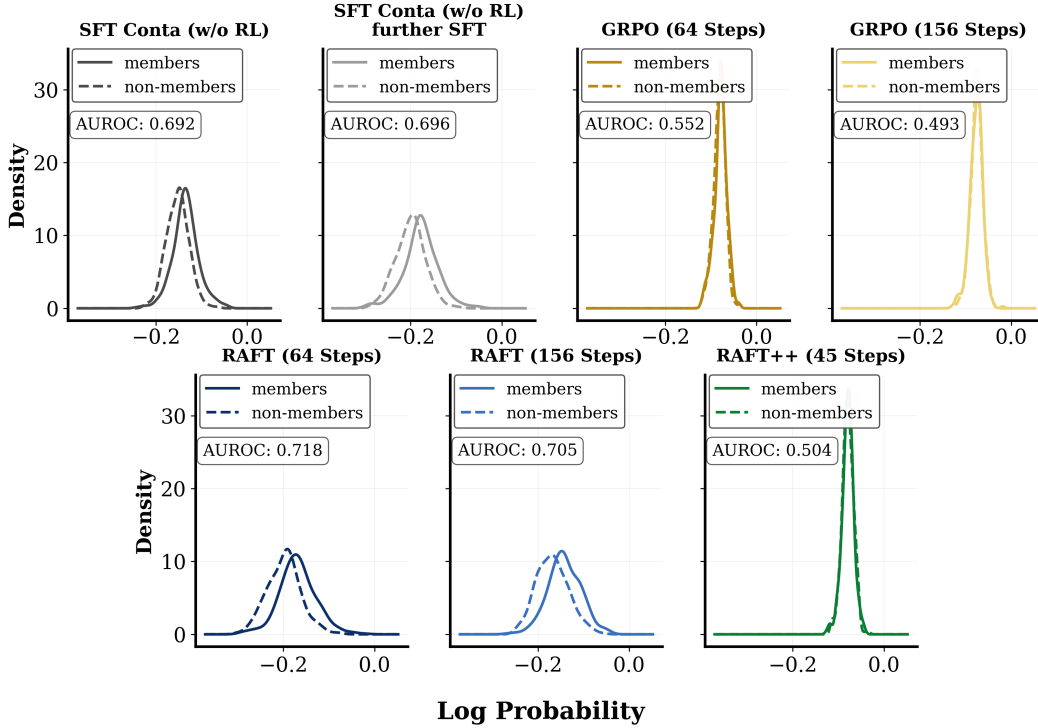 SFT Conta (w/o RL)
members
non-members
AUROC: 0.692
30
20
10
0
Density
−0.2
0.0
SFT Conta (w/o RL)
further SFT
members
non-members
AUROC: 0.696
−0.2
0.0
GRPO (64 Steps)
members
non-members
AUROC: 0.552
−0.2
0.0
GRPO (156 Steps)
members
non-members
AUROC: 0.493
−0.2
0.0
RAFT (64 Steps)
members
non-members
AUROC: 0.718
30
20
10
0
Density
−0.2
0.0
RAFT (156 Steps)
members
non-members
AUROC: 0.705
−0.2
0.0
RAFT++ (45 Steps)
members
non-members
AUROC: 0.504
−0.2
0.0
Log Probability